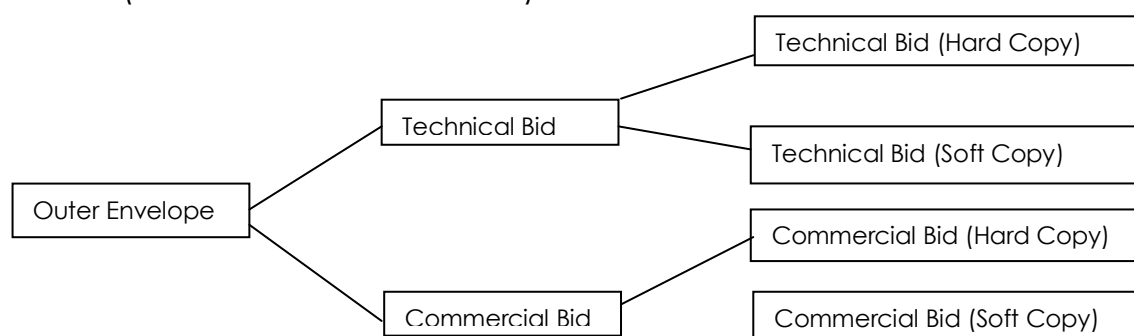 Technical Bid (Hard Copy)
Technical Bid
Technical Bid (Soft Copy)
Outer Envelope
Commercial Bid (Hard Copy)
Commercial Bid
Commercial Bid (Soft Copy)